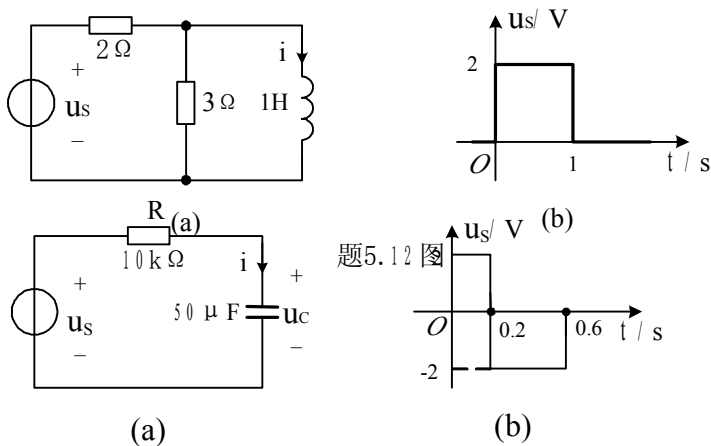 2Ω
i
+
uS
−
3Ω
1H
(a)
uS/ V
2
O
1
t / s
(b)
题5.12 图
R
10kΩ
i
+
uS
−
50 μF
+
uC
−
(a)
uS/ V
2
O
0.2
0.6
t / s
-2
(b)